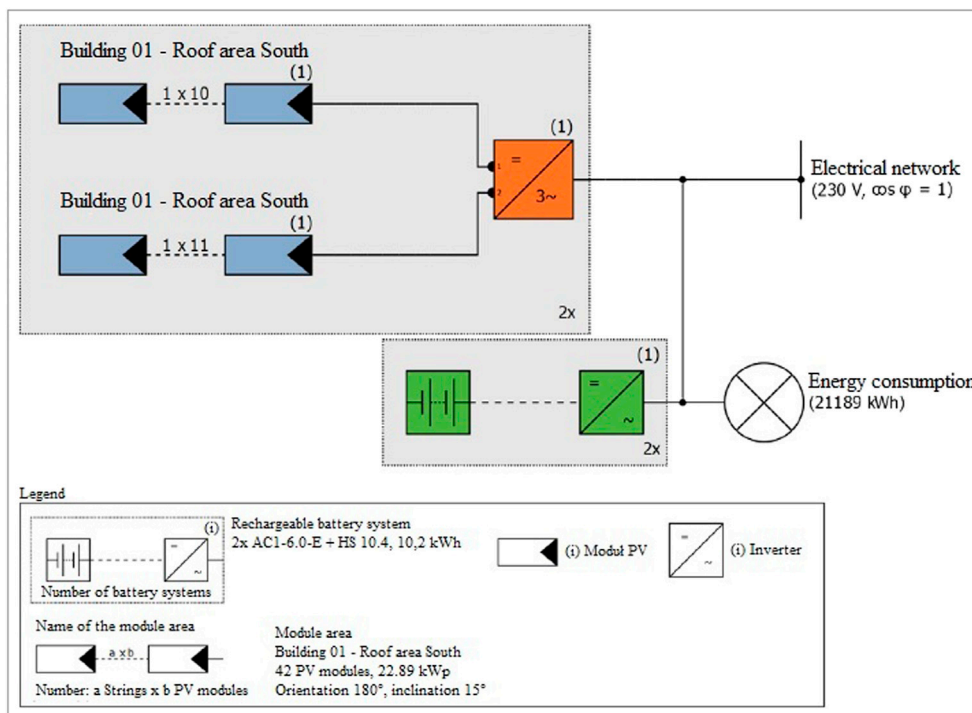 Building 01 - Roof area South
(1)
1 x 10
(1)
1
=
2
3~
Building 01 - Roof area South
(1)
1 x 11
2x
Electrical network
(230 V, cos φ = 1)
(1)
=
~
2x
Energy consumption
(21189 kWh)
Legend
(i)
=
~
Number of battery systems
Rechargeable battery system
2x AC1-6.0-E + HS 10.4, 10,2 kWh
(i) Moduł PV
=
~
(i) Inverter
Name of the module area
a x b
Number: a Strings x b PV modules
Module area
Building 01 - Roof area South
42 PV modules, 22.89 kWp
Orientation 180°, inclination 15°